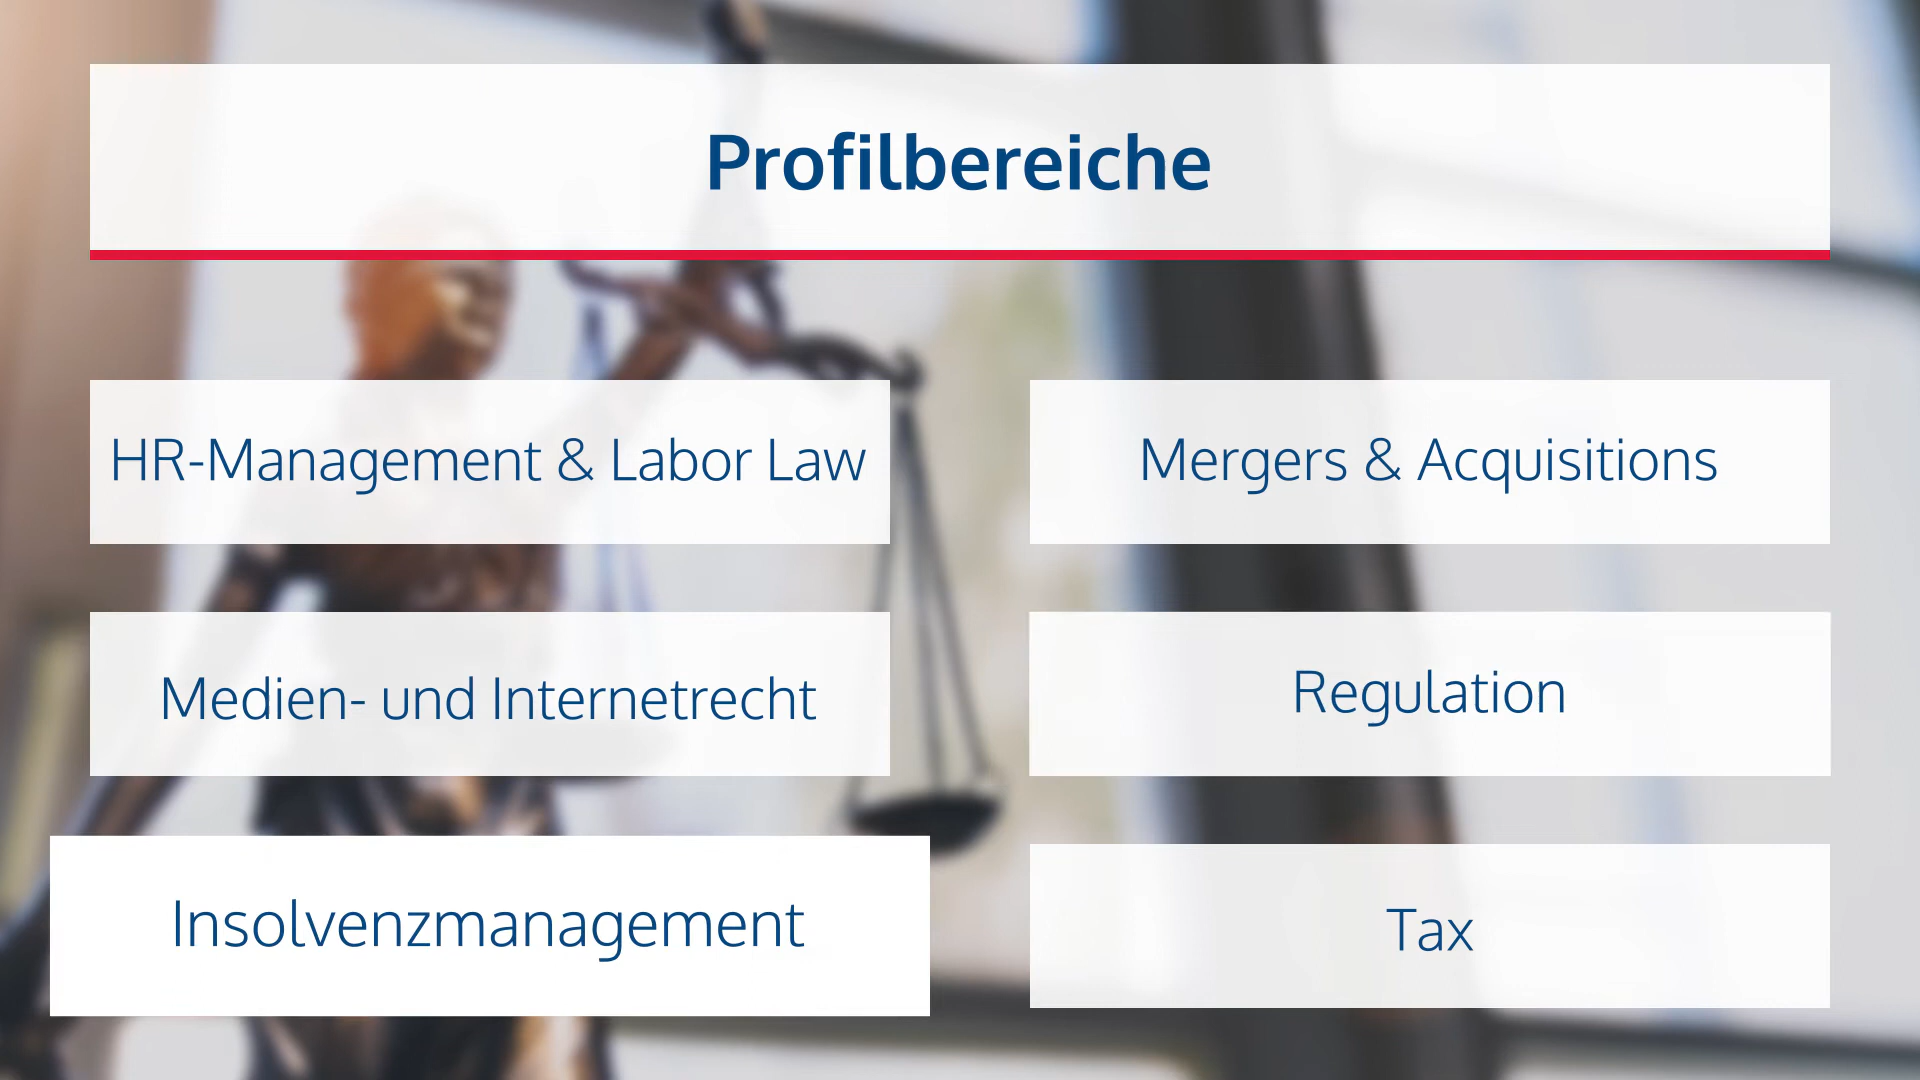 Profilbereiche
HR-Management & Labor Law
Mergers & Acquisitions
Medien- und Internetrecht
Regulation
Insolvenzmanagement
Tax